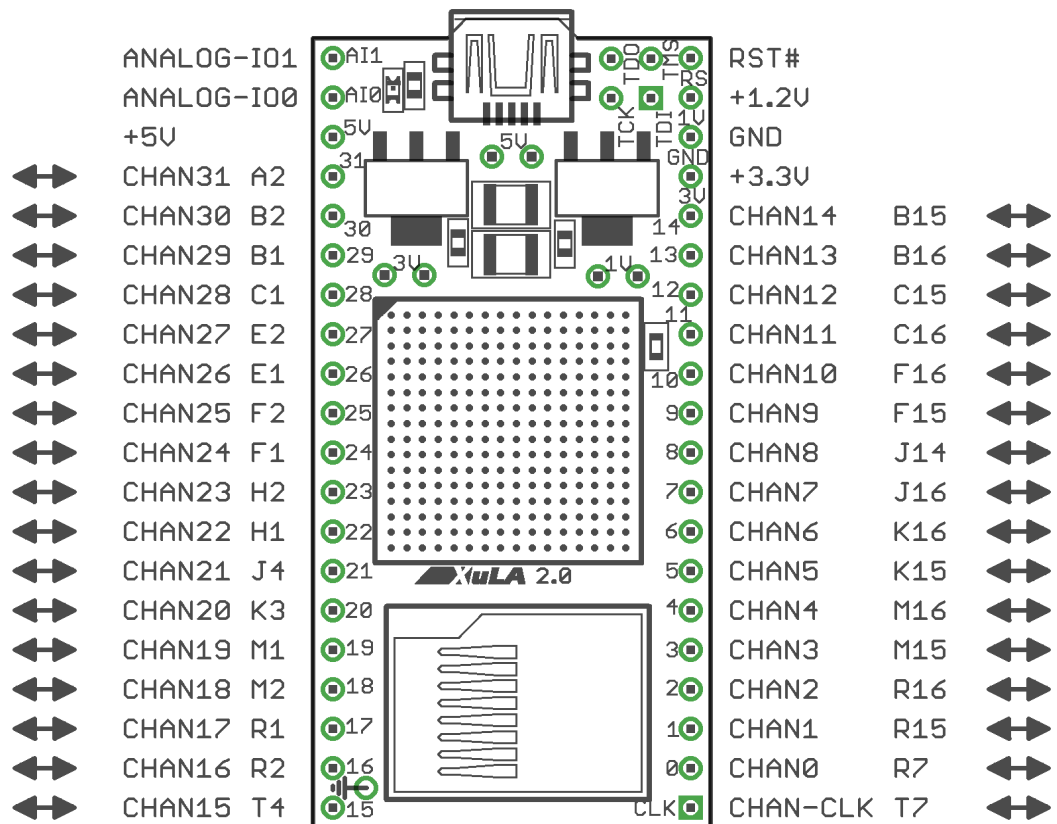 ANALOG-IO1 AI1 TDO TMS RST#
RS
ANALOG-IO0 AI0 +1.2V
1V
+5V 5V TCK TDI GND
5V
31 GND
CHAN31 A2 +3.3V
3V
CHAN30 B2 30 14 CHAN14 B15
CHAN29 B1 29 13 CHAN13 B16
3V 1V
CHAN28 C1 28 12 CHAN12 C15
11
CHAN27 E2 27 CHAN11 C16
CHAN26 E1 26 10 CHAN10 F16
CHAN25 F2 25 9 CHAN9 F15
CHAN24 F1 24 8 CHAN8 J14
CHAN23 H2 23 7 CHAN7 J16
CHAN22 H1 22 6 CHAN6 K16
CHAN21 J4 21 XuLA 2.0 5 CHAN5 K15
CHAN20 K3 20 4 CHAN4 M16
CHAN19 M1 19 3 CHAN3 M15
CHAN18 M2 18 2 CHAN2 R16
CHAN17 R1 17 1 CHAN1 R15
CHAN16 R2 16 0 CHAN0 R7
CHAN15 T4 15 CLK CHAN-CLK T7